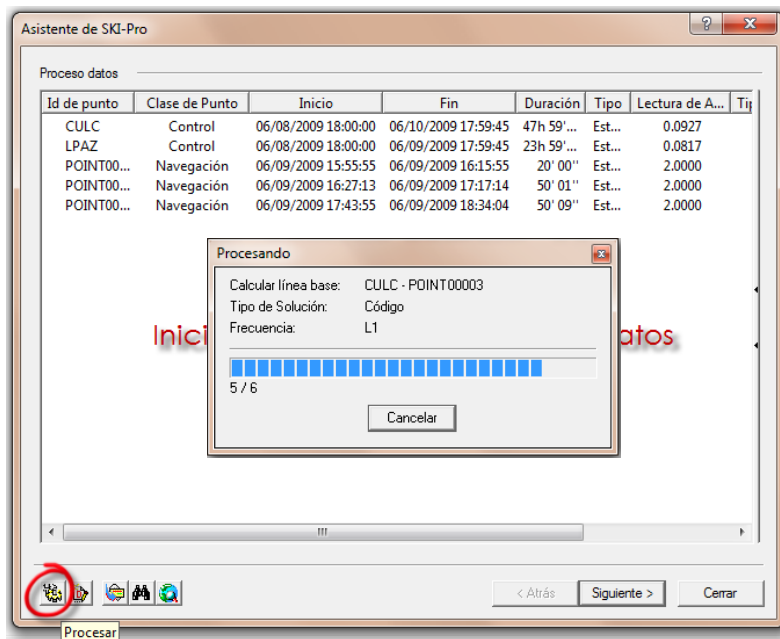 Asistente de SKI-Pro
Proceso datos
Id de punto Clase de Punto Inicio Fin Duración Tipo Lectura de A... Tip
CULC Control 06/08/2009 18:00:00 06/10/2009 17:59:45 47h 59'... Est... 0.0927
LPAZ Control 06/08/2009 18:00:00 06/09/2009 17:59:45 23h 59'... Est... 0.0817
POINT00... Navegación 06/09/2009 15:55:55 06/09/2009 16:15:55 20' 00'' Est... 2.0000
POINT00... Navegación 06/09/2009 16:27:13 06/09/2009 17:17:14 50' 01'' Est... 2.0000
POINT00... Navegación 06/09/2009 17:43:55 06/09/2009 18:34:04 50' 09'' Est... 2.0000
Procesando
Calcular línea base: CULC - POINT00003
Tipo de Solución: Código
Frecuencia: L1
Inici atos
5 / 6
Cancelar
< Atrás Siguiente > Cerrar
Procesar